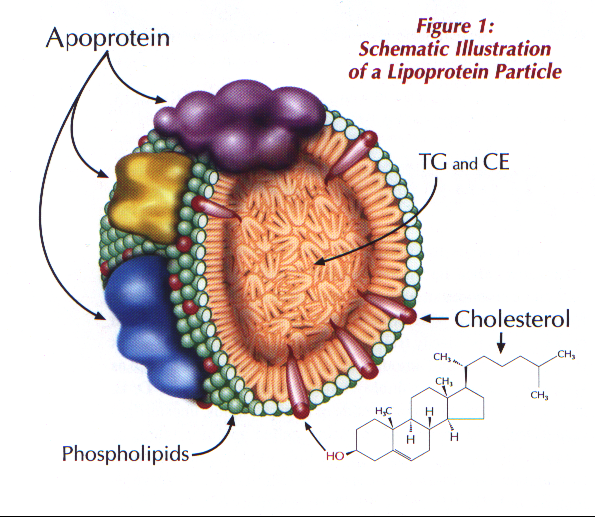 Figure 1:
Schematic Illustration
of a Lipoprotein Particle
Apoprotein
TG and CE
Cholesterol
CH₃
CH₃
CH₃
CH₃
H₃C
H
H
H
HO
Phospholipids